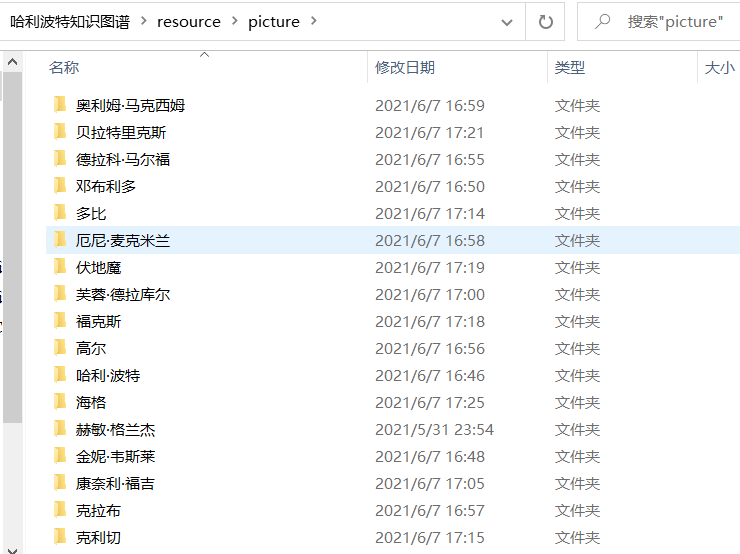 哈利波特知识图谱 > resource > picture > 搜索"picture"
名称 修改日期 类型 大小
奥利姆·马克西姆 2021/6/7 16:59 文件夹
贝拉特里克斯 2021/6/7 17:21 文件夹
德拉科·马尔福 2021/6/7 16:55 文件夹
邓布利多 2021/6/7 16:50 文件夹
多比 2021/6/7 17:14 文件夹
厄尼·麦克米兰 2021/6/7 16:58 文件夹
伏地魔 2021/6/7 17:19 文件夹
芙蓉·德拉库尔 2021/6/7 17:00 文件夹
福克斯 2021/6/7 17:18 文件夹
高尔 2021/6/7 16:56 文件夹
哈利·波特 2021/6/7 16:46 文件夹
海格 2021/6/7 17:25 文件夹
赫敏·格兰杰 2021/5/31 23:54 文件夹
金妮·韦斯莱 2021/6/7 16:48 文件夹
康奈利·福吉 2021/6/7 17:05 文件夹
克拉布 2021/6/7 16:57 文件夹
克利切 2021/6/7 17:15 文件夹